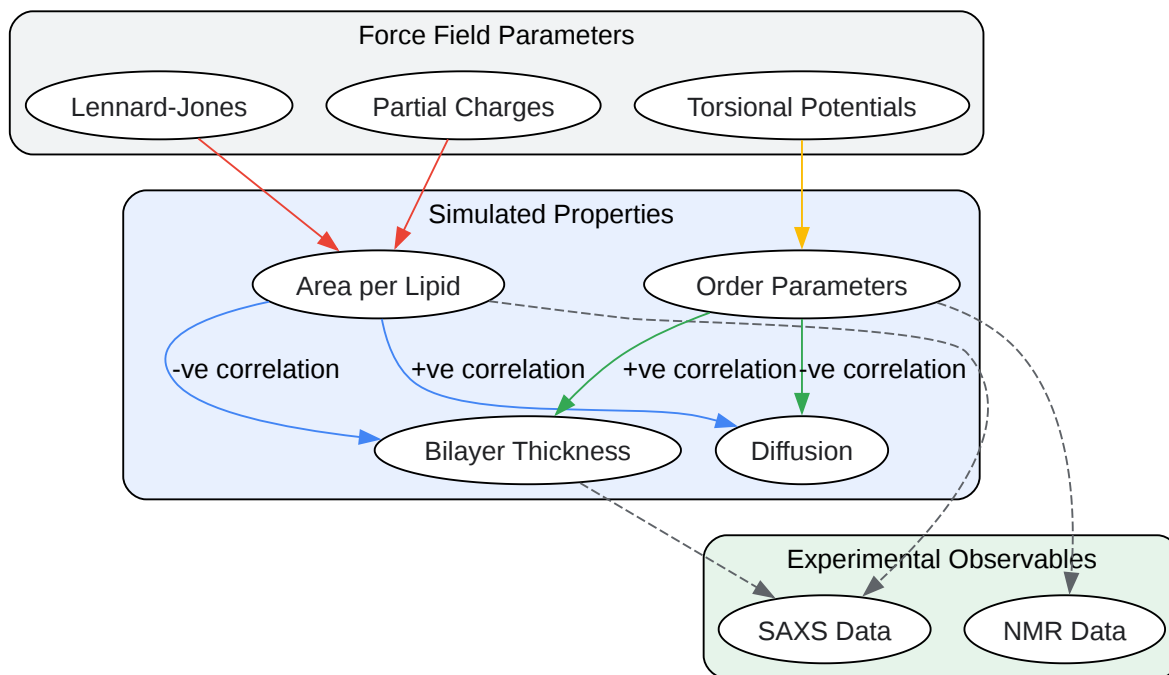 Force Field Parameters
Lennard-Jones
Partial Charges
Torsional Potentials
Simulated Properties
Area per Lipid
Order Parameters
-ve correlation
+ve correlation
+ve correlation
-ve correlation
Bilayer Thickness
Diffusion
Experimental Observables
SAXS Data
NMR Data